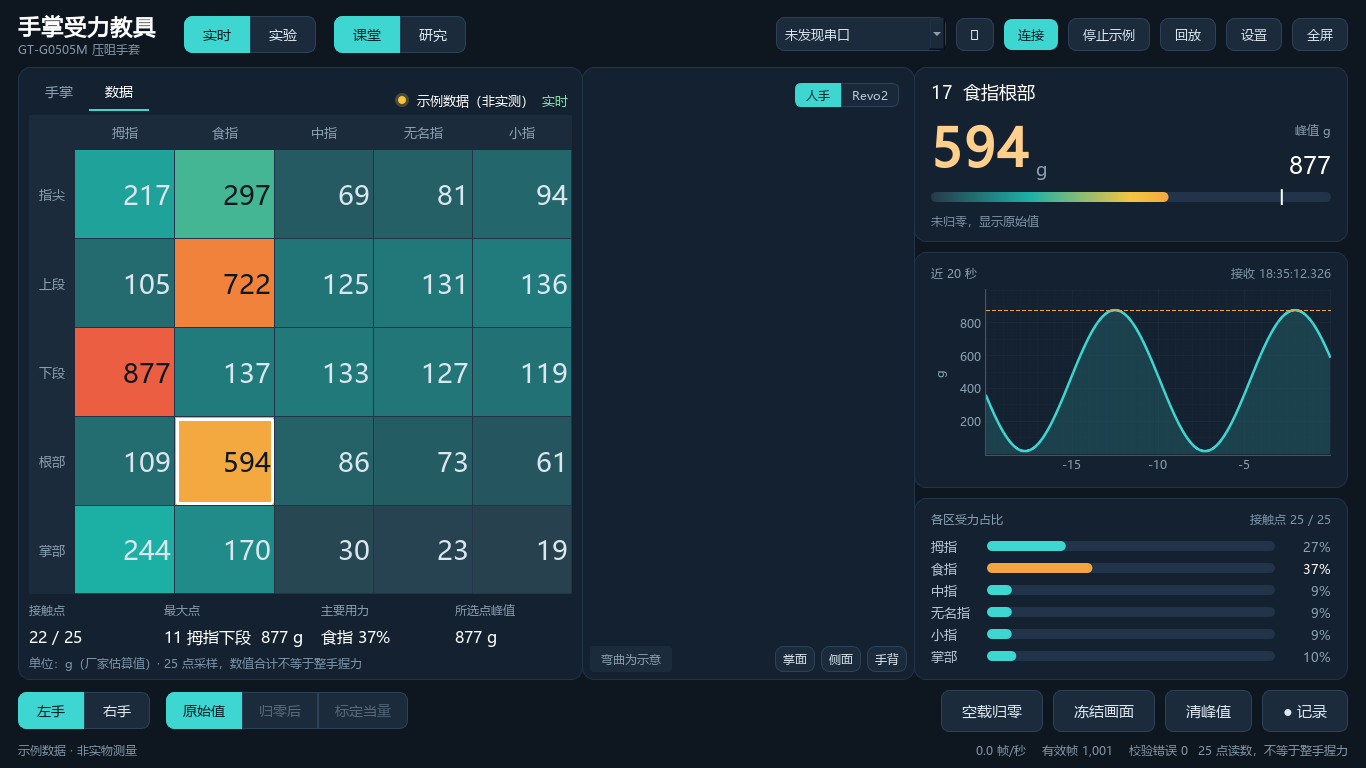 手掌受力教具
GT-G0505M 压阻手套
实时 实验 课堂 研究
未发现串口 连接 停止示例 回放 设置 全屏
手掌 数据
示例数据（非实测） 实时
拇指 食指 中指 无名指 小指
指尖 217 297 69 81 94
上段 105 722 125 131 136
下段 877 137 133 127 119
根部 109 594 86 73 61
掌部 244 170 30 23 19
接触点 最大点 主要用力 所选点峰值
22 / 25 11 拇指下段 877 g 食指 37% 877 g
单位：g（厂家估算值）· 25 点采样，数值合计不等于整手握力
人手 Revo2
弯曲为示意 掌面 侧面 手背
17 食指根部
594 g
峰值 g
877
未归零，显示原始值
近 20 秒 接收 18:35:12.326
800
600
400
200
g
-15 -10 -5
各区受力占比 接触点 25 / 25
拇指 27%
食指 37%
中指 9%
无名指 9%
小指 9%
掌部 10%
左手 右手 原始值 归零后 标定当量
空载归零 冻结画面 清峰值 ● 记录
示例数据 · 非实物测量
0.0 帧/秒 有效帧 1,001 校验错误 0 25 点读数，不等于整手握力